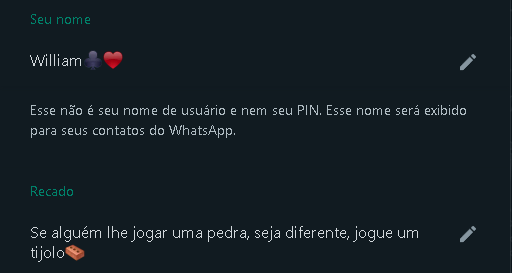 Seu nome
William👤❤️
Esse não é seu nome de usuário e nem seu PIN. Esse nome será exibido
para seus contatos do WhatsApp.
Recado
Se alguém lhe jogar uma pedra, seja diferente, jogue um
tijolo🧱